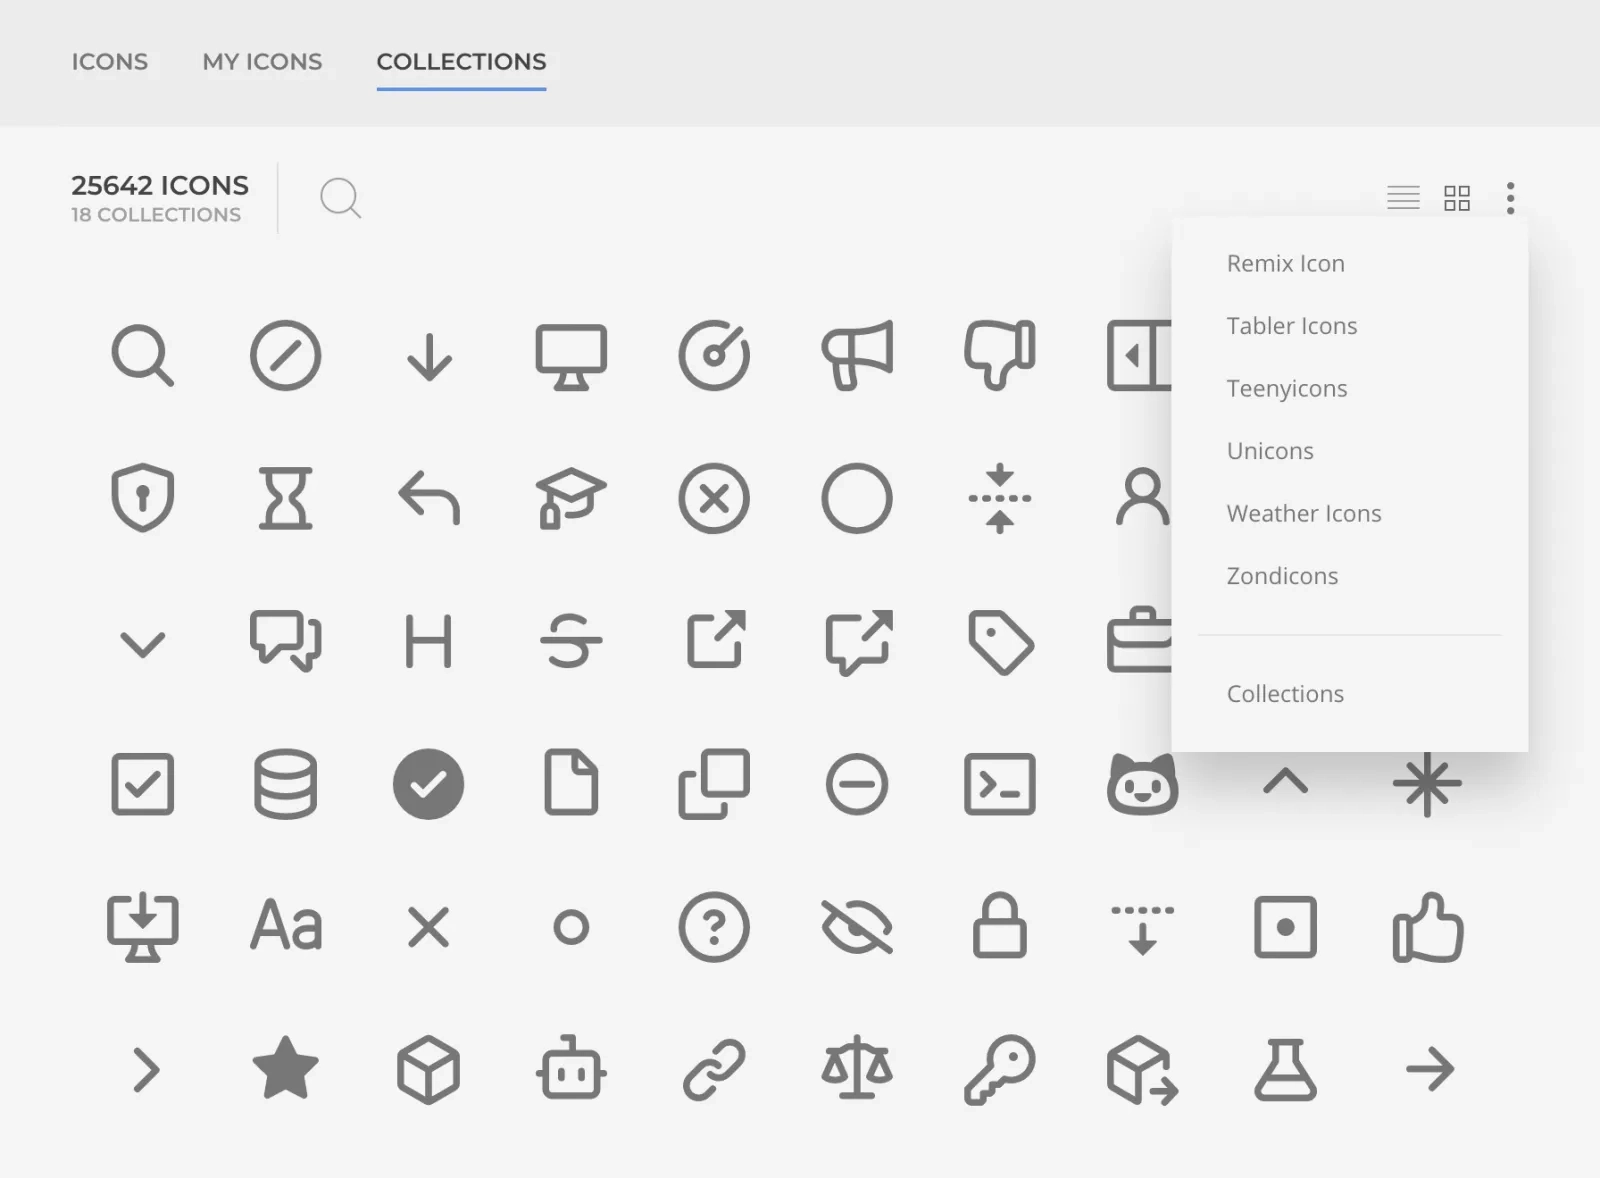 ICONS MY ICONS COLLECTIONS
25642 ICONS
18 COLLECTIONS
Remix Icon
Tabler Icons
Teenyicons
Unicons
Weather Icons
Zondicons
Collections
Aa